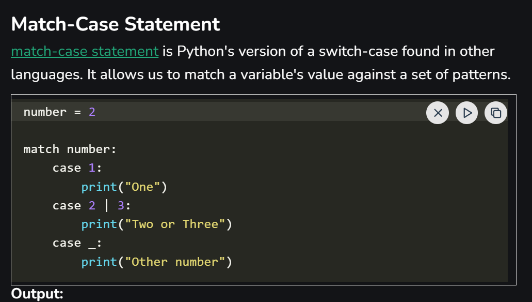 Match-Case Statement
match-case statement is Python's version of a switch-case found in other
languages. It allows us to match a variable's value against a set of patterns.
number = 2
match number:
    case 1:
        print("One")
    case 2 | 3:
        print("Two or Three")
    case _:
        print("Other number")
Output: